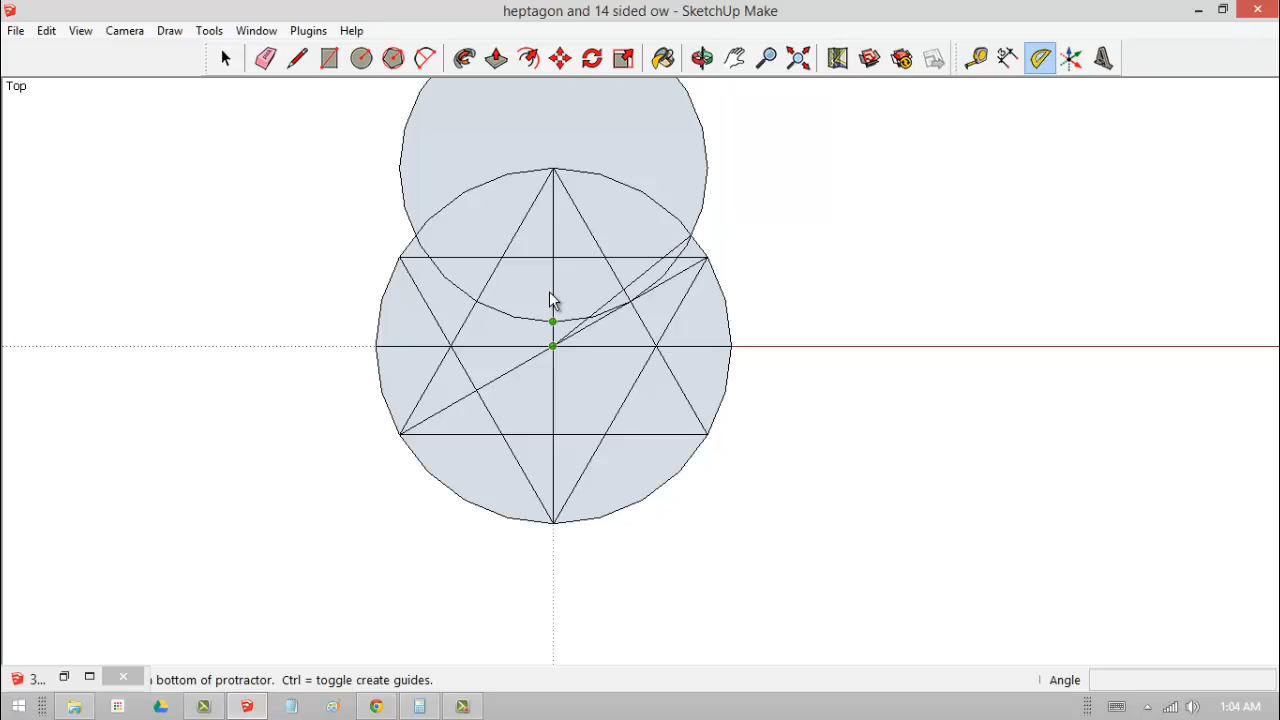 heptagon and 14 sided ow - SketchUp Make
File Edit View Camera Draw Tools Window Plugins Help
Top
3... bottom of protractor. Ctrl = toggle create guides. Angle
1:04 AM